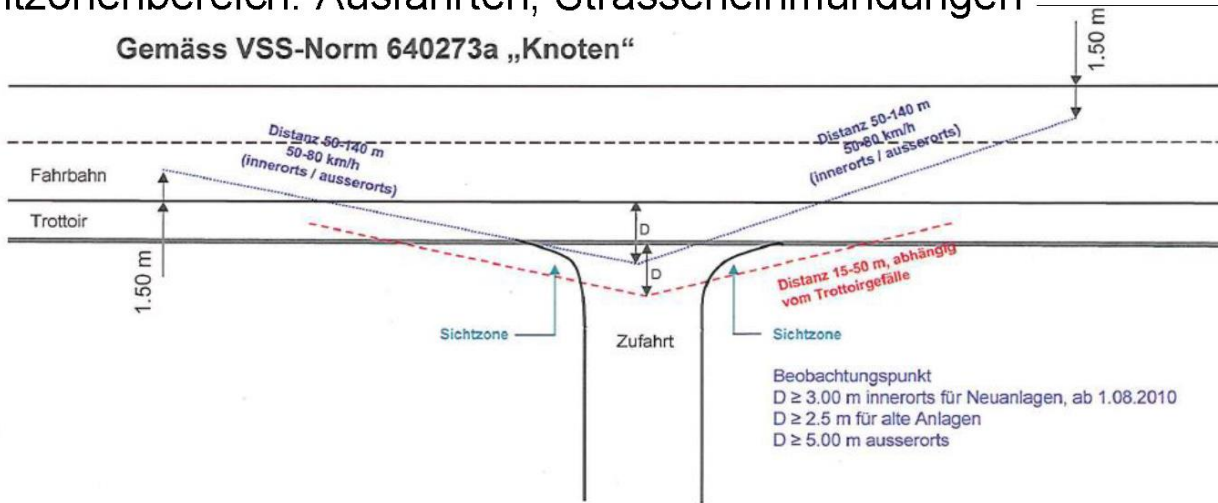 tzonenbereich: Ausfahrten, Strasseneinmündungen
Gemäss VSS-Norm 640273a „Knoten“
1.50 m
Distanz 50-140 m
50-80 km/h
(innerorts / ausserorts)
Distanz 50-140 m
50-80 km/h
(innerorts / ausserorts)
Fahrbahn
Trottoir
D
D
1.50 m
Distanz 15-50 m, abhängig
vom Trottoirgefälle
Sichtzone
Zufahrt
Sichtzone
Beobachtungspunkt
D ≥ 3.00 m innerorts für Neuanlagen, ab 1.08.2010
D ≥ 2.5 m für alte Anlagen
D ≥ 5.00 m ausserorts